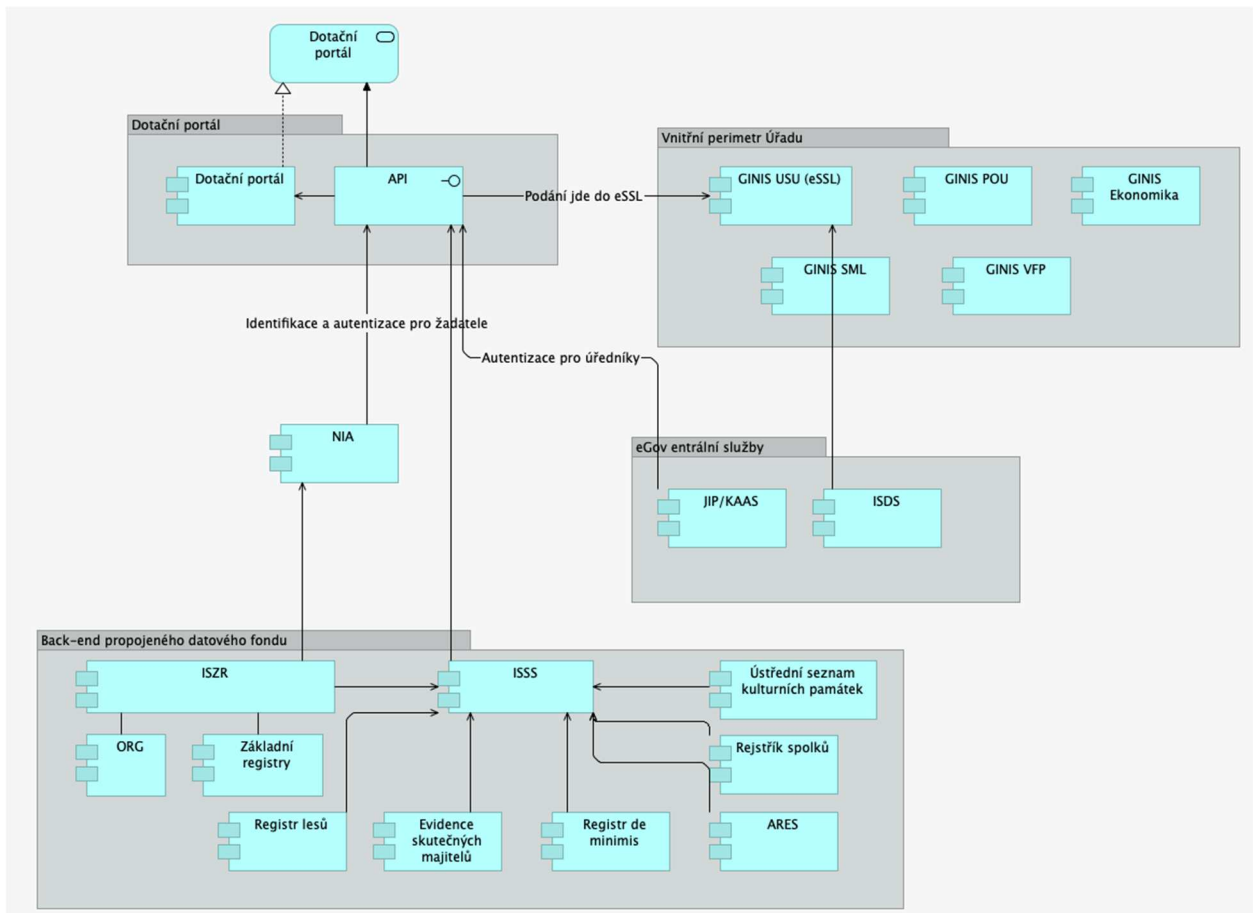 Dotační
portál
Dotační portál
Dotační portál
API
Podání jde do eSSL
Vnitřní perimetr Úřadu
GINIS USU (eSSL)
GINIS POU
GINIS
Ekonomika
GINIS SML
GINIS VFP
Identifikace a autentizace pro žadatele
Autentizace pro úředníky
NIA
eGov entrální služby
JIP/KAAS
ISDS
Back-end propojeného datového fondu
ISZR
ISSS
Ústřední seznam
kulturních památek
ORG
Základní
registry
Rejstřík spolků
Registr lesů
Evidence
skutečných
majitelů
Registr de
minimis
ARES